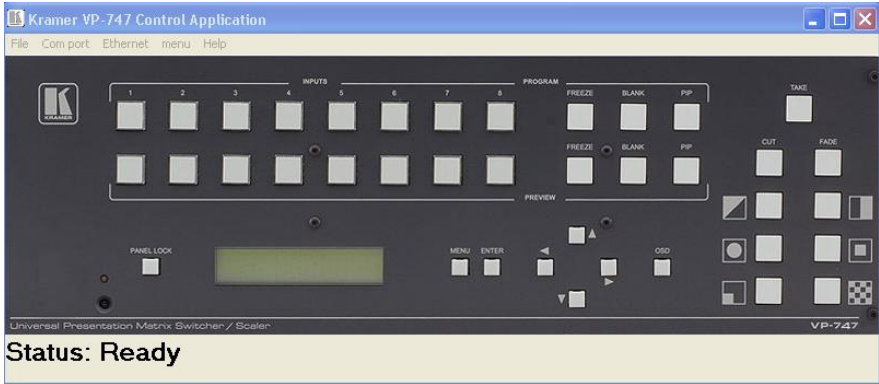 Kramer VP-747 Control Application
File Com port Ethernet menu Help
INPUTS PROGRAM
1 2 3 4 5 6 7 8 FREEZE BLANK PIP TAKE
KRAMER
FREEZE BLANK PIP CUT FADE
PREVIEW
PANEL LOCK MENU ENTER OSD
Universal Presentation Matrix Switcher / Scaler VP-747
Status: Ready